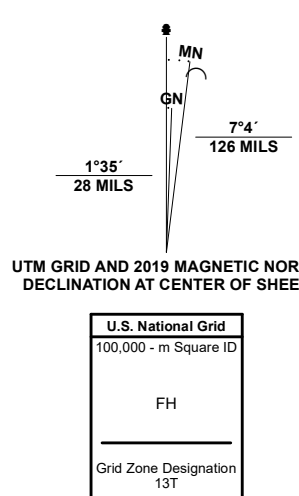 MN
GN
7°4´
126 MILS
1°35´
28 MILS
UTM GRID AND 2019 MAGNETIC NOR
DECLINATION AT CENTER OF SHEE
U.S. National Grid
100,000 - m Square ID
FH
Grid Zone Designation
13T